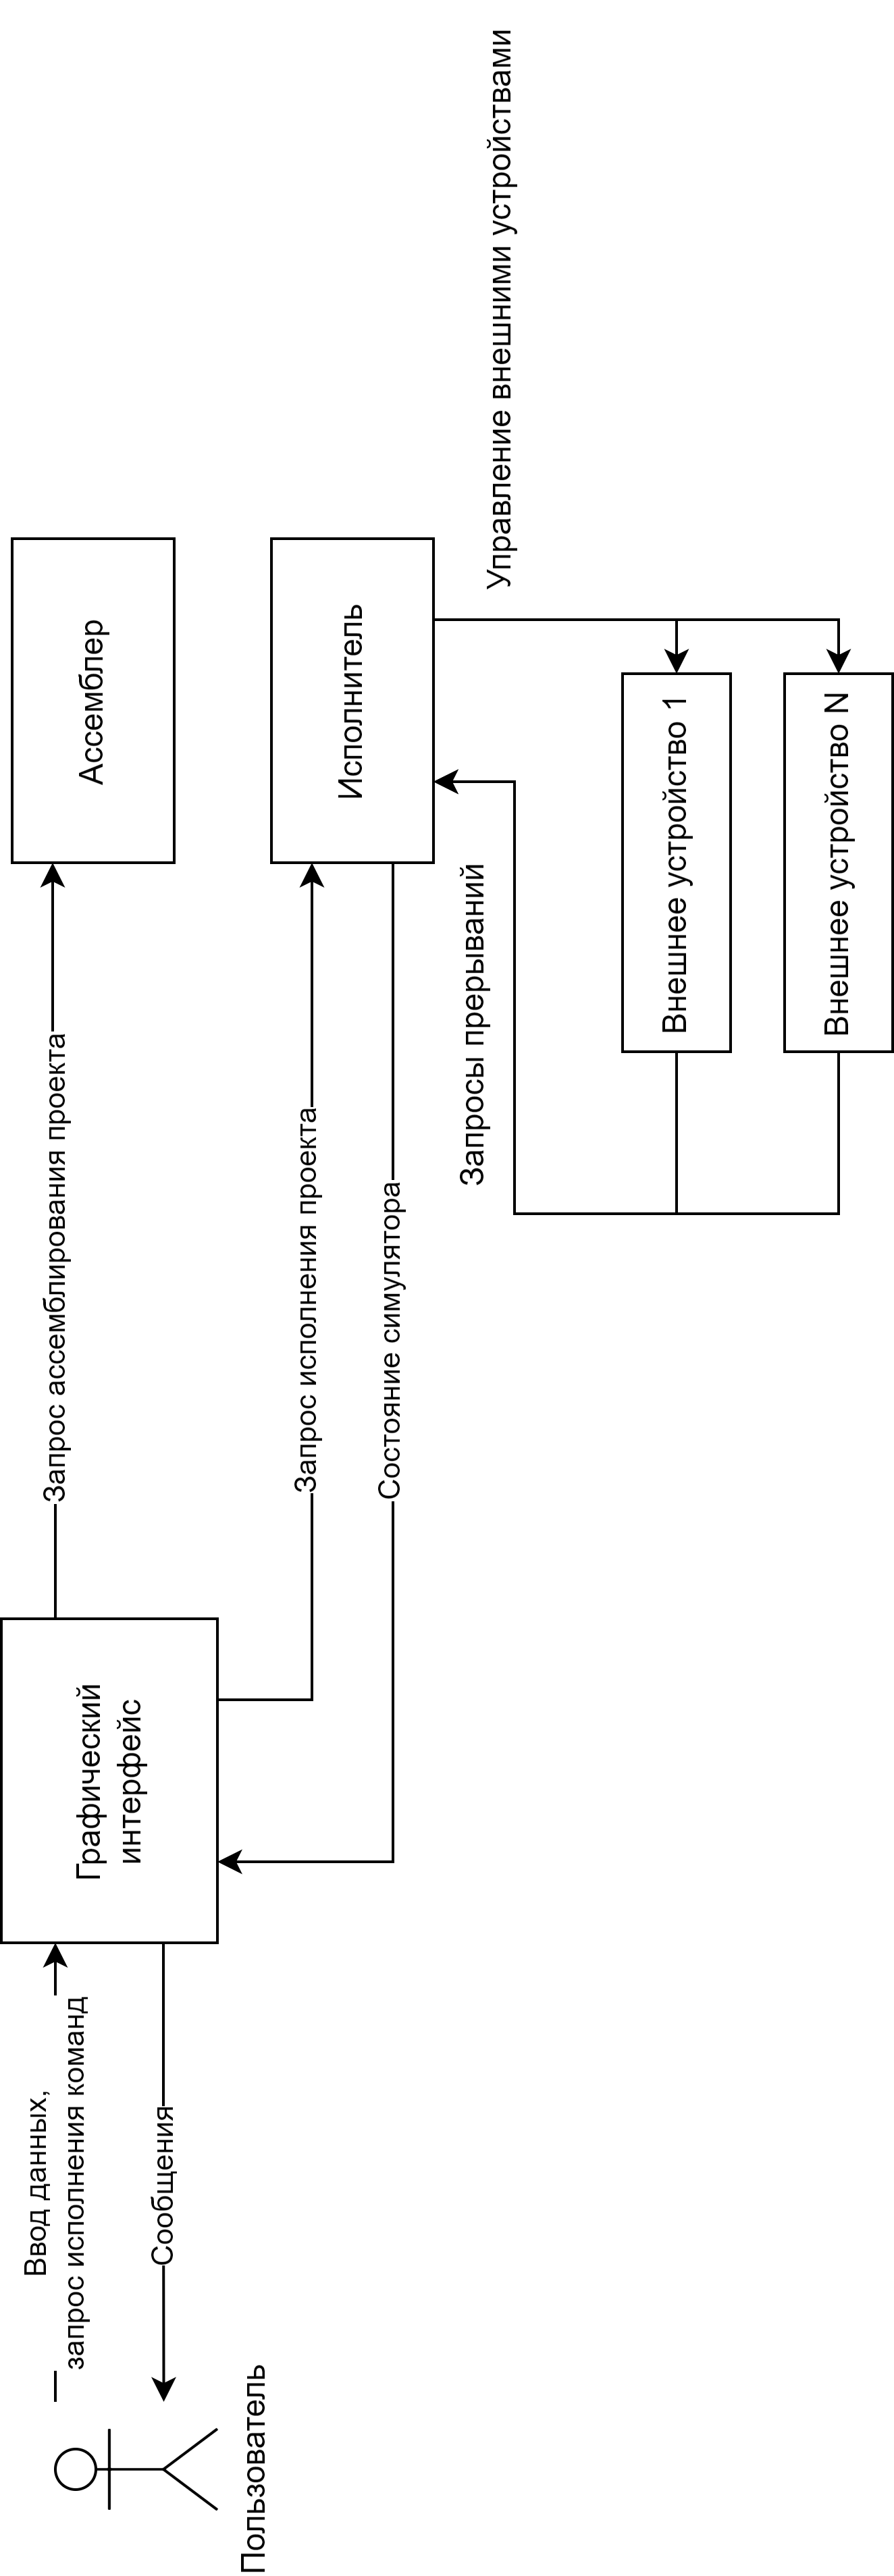 Ввод данных,
запрос исполнения команд
Сообщения
Пользователь
Графический
интерфейс
Запрос ассемблирования проекта
Запрос исполнения проекта
Состояние симулятора
Ассемблер
Исполнитель
Запросы прерываний
Управление внешними устройствами
Внешнее устройство 1
Внешнее устройство N